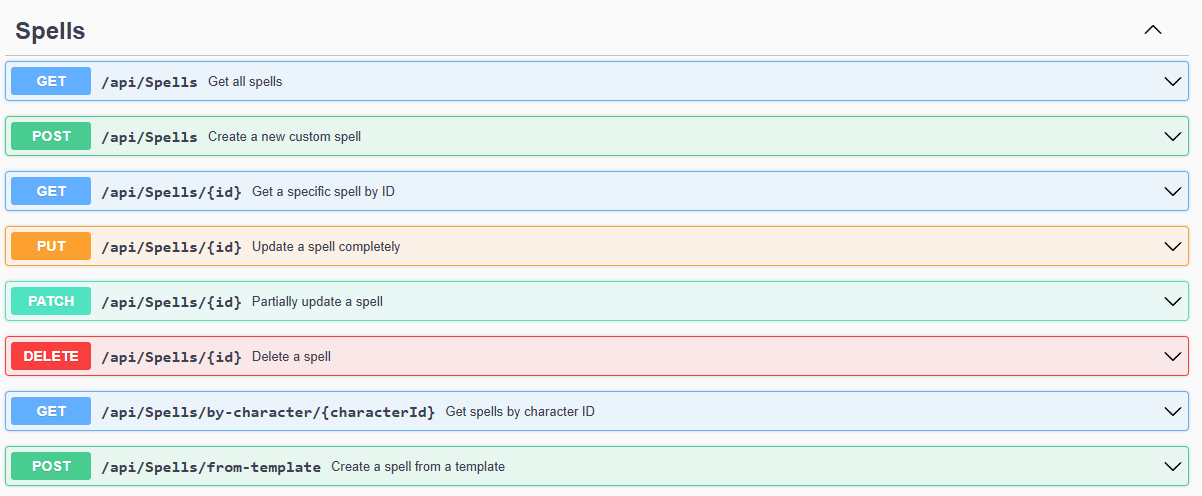 Spells
GET /api/Spells Get all spells
POST /api/Spells Create a new custom spell
GET /api/Spells/{id} Get a specific spell by ID
PUT /api/Spells/{id} Update a spell completely
PATCH /api/Spells/{id} Partially update a spell
DELETE /api/Spells/{id} Delete a spell
GET /api/Spells/by-character/{characterId} Get spells by character ID
POST /api/Spells/from-template Create a spell from a template